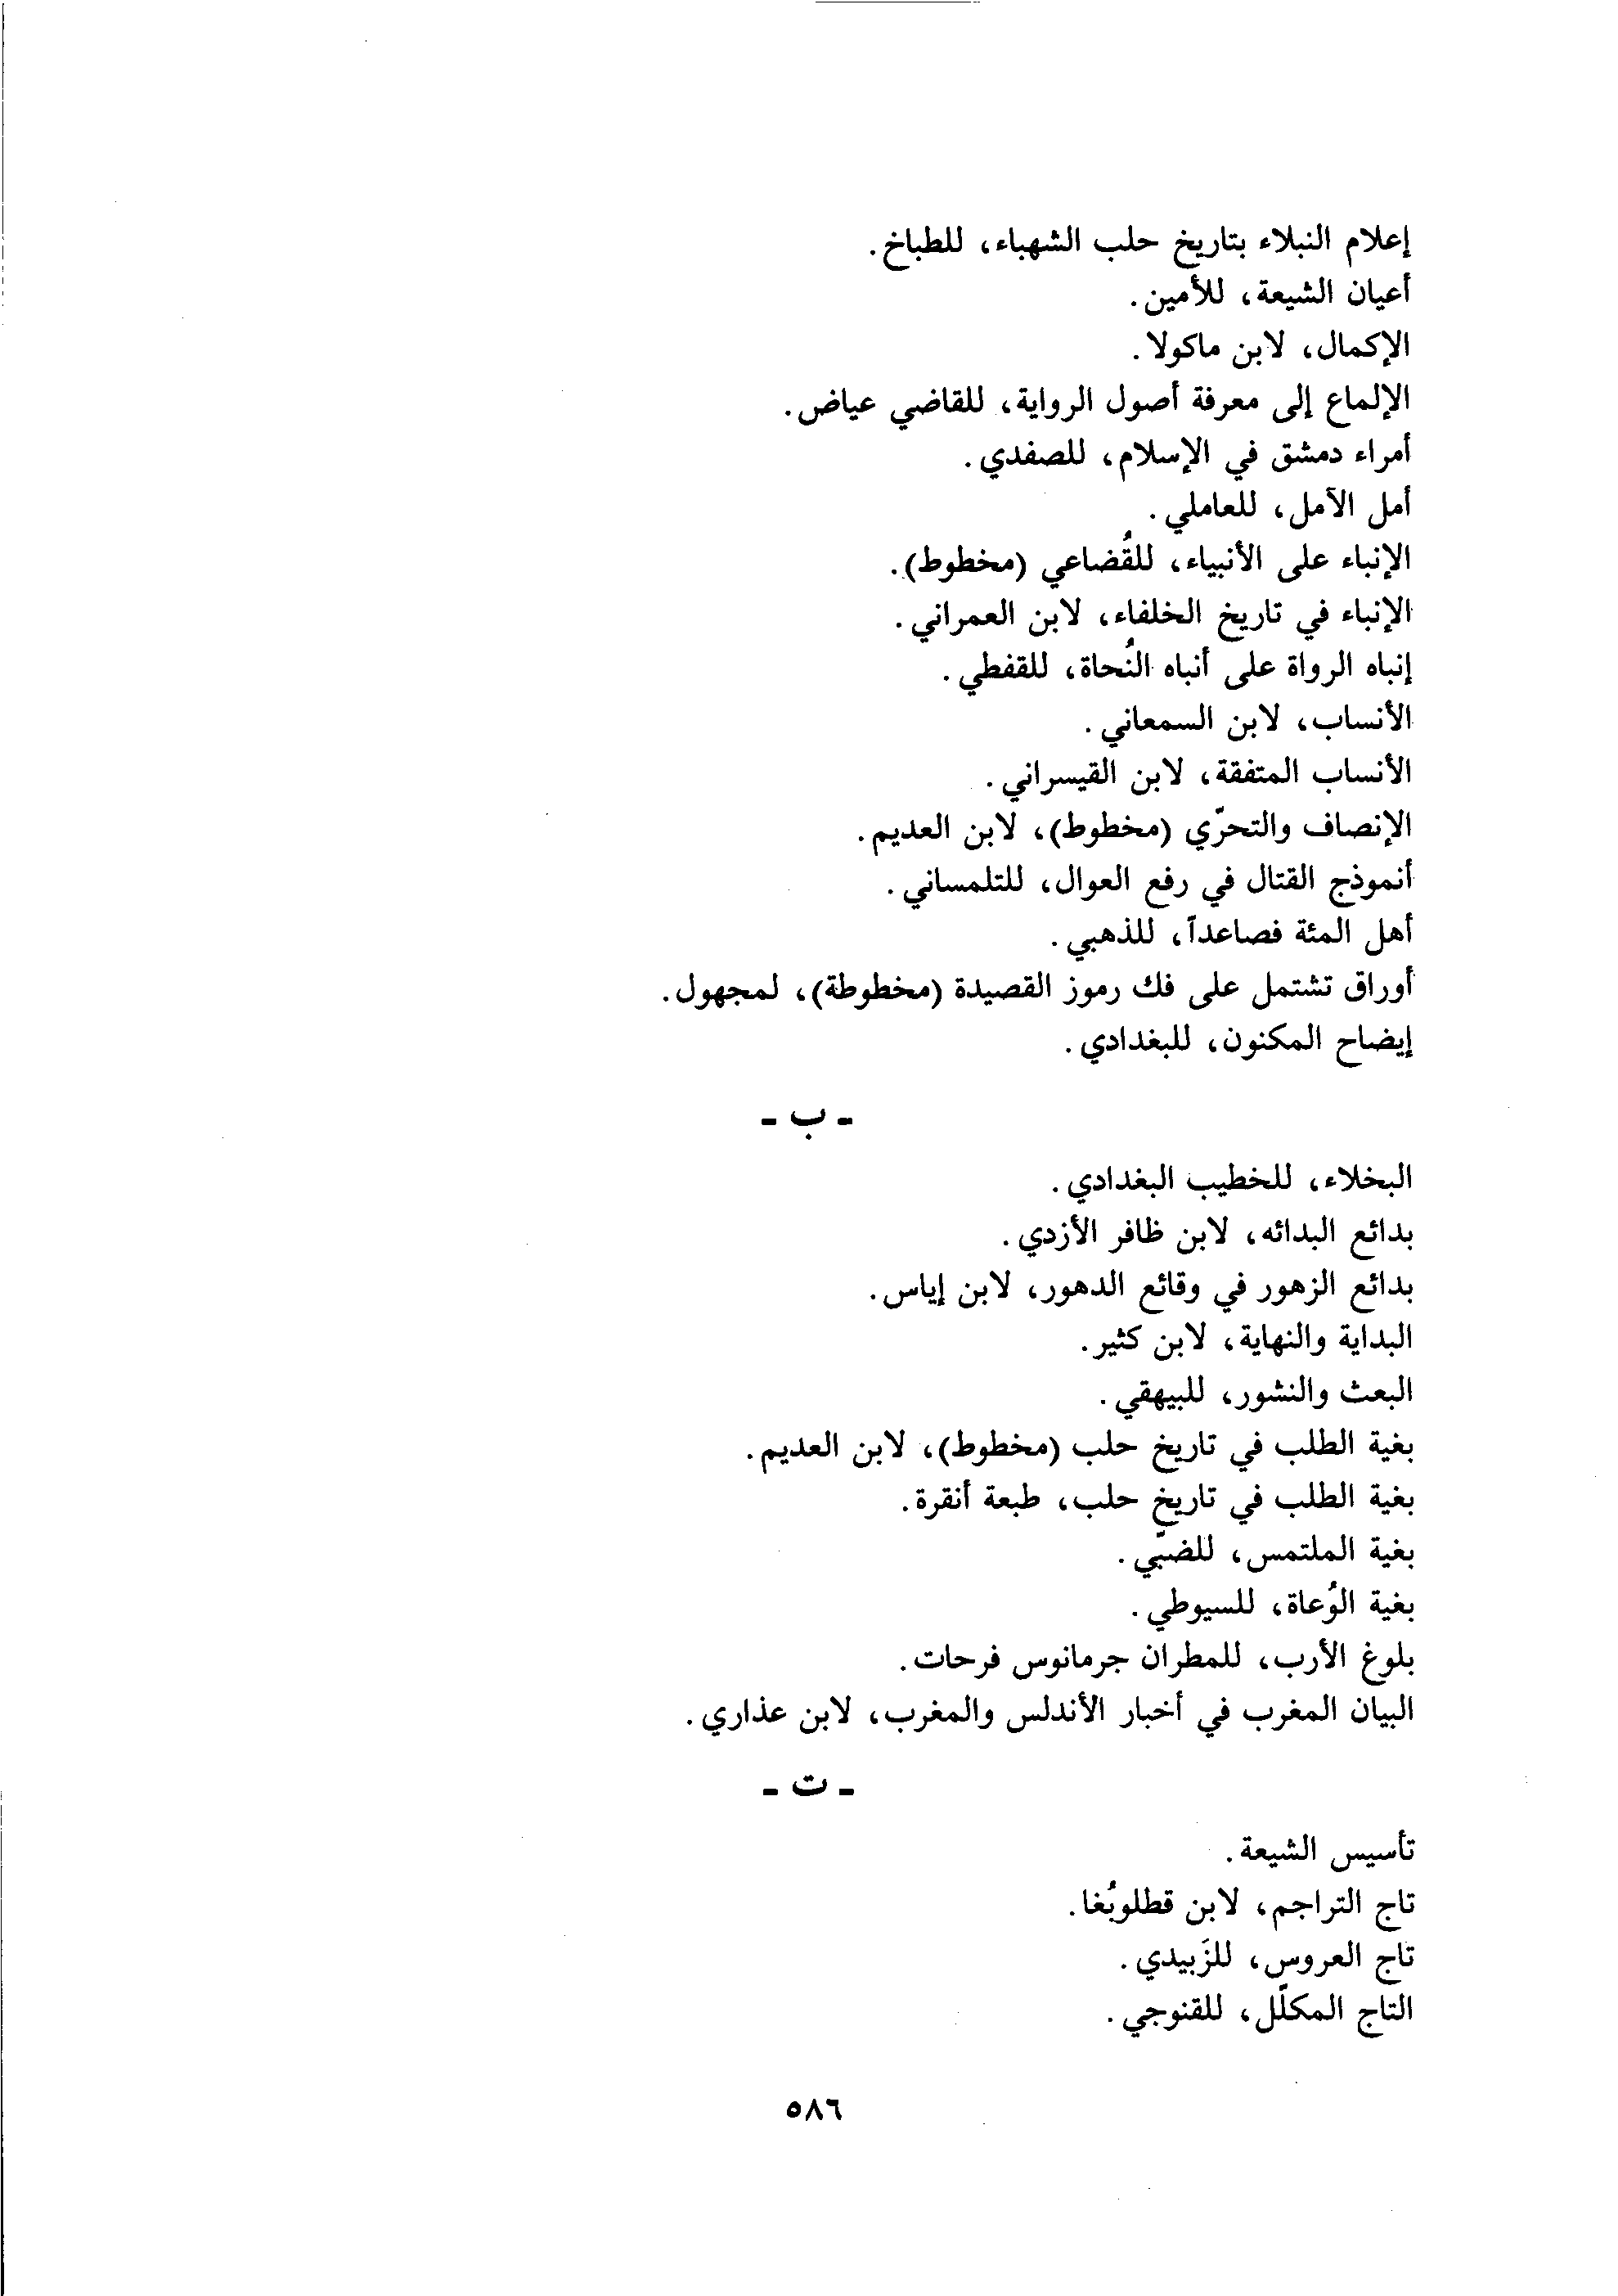 إعلام النبلاء بتاريخ حلب الشهباء، للطباخ.
أعيان الشيعة، للأمين.
الإكمال، لابن ماكولا.
الإلماع إلى معرفة أصول الرواية، للقاضي عياض.
أمراء دمشق في الإسلام، للصفدي.
أمل الآمل، للعاملي.
الإنباء على الأنبياء، للقُضاعي (مخطوط).
الإنباء في تاريخ الخلفاء، لابن العمراني.
إنباه الرواة على أنباه النُحاة، للقفطي.
الأنساب، لابن السمعاني.
الأنساب المتفقة، لابن القيسراني.
الإنصاف والتحرّي (مخطوط)، لابن العديم.
أنموذج القتال في رفع العوال، للتلمساني.
أهل المئة فصاعداً، للذهبي.
أوراق تشتمل على فك رموز القصيدة (مخطوطة)، لمجهول.
إيضاح المكنون، للبغدادي.
- ب -
البخلاء، للخطيب البغدادي.
بدائع البدائه، لابن ظافر الأزدي.
بدائع الزهور في وقائع الدهور، لابن إياس.
البداية والنهاية، لابن كثير.
البعث والنشور، للبيهقي.
بغية الطلب في تاريخ حلب (مخطوط)، لابن العديم.
بغية الطلب في تاريخ حلب، طبعة أنقرة.
بغية الملتمس، للضبّي.
بغية الوُعاة، للسيوطي.
بلوغ الأرب، للمطران جرمانوس فرحات.
البيان المغرب في أخبار الأندلس والمغرب، لابن عذاري.
- ت -
تأسيس الشيعة.
تاج التراجم، لابن قطلوبُغا.
تاج العروس، للزَبيدي.
التاج المكلّل، للقنوجي.
٥٨٦